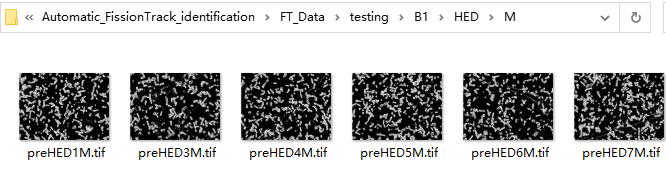 « Automatic_FissionTrack_identification > FT_Data > testing > B1 > HED > M
preHED1M.tif preHED3M.tif preHED4M.tif preHED5M.tif preHED6M.tif preHED7M.tif